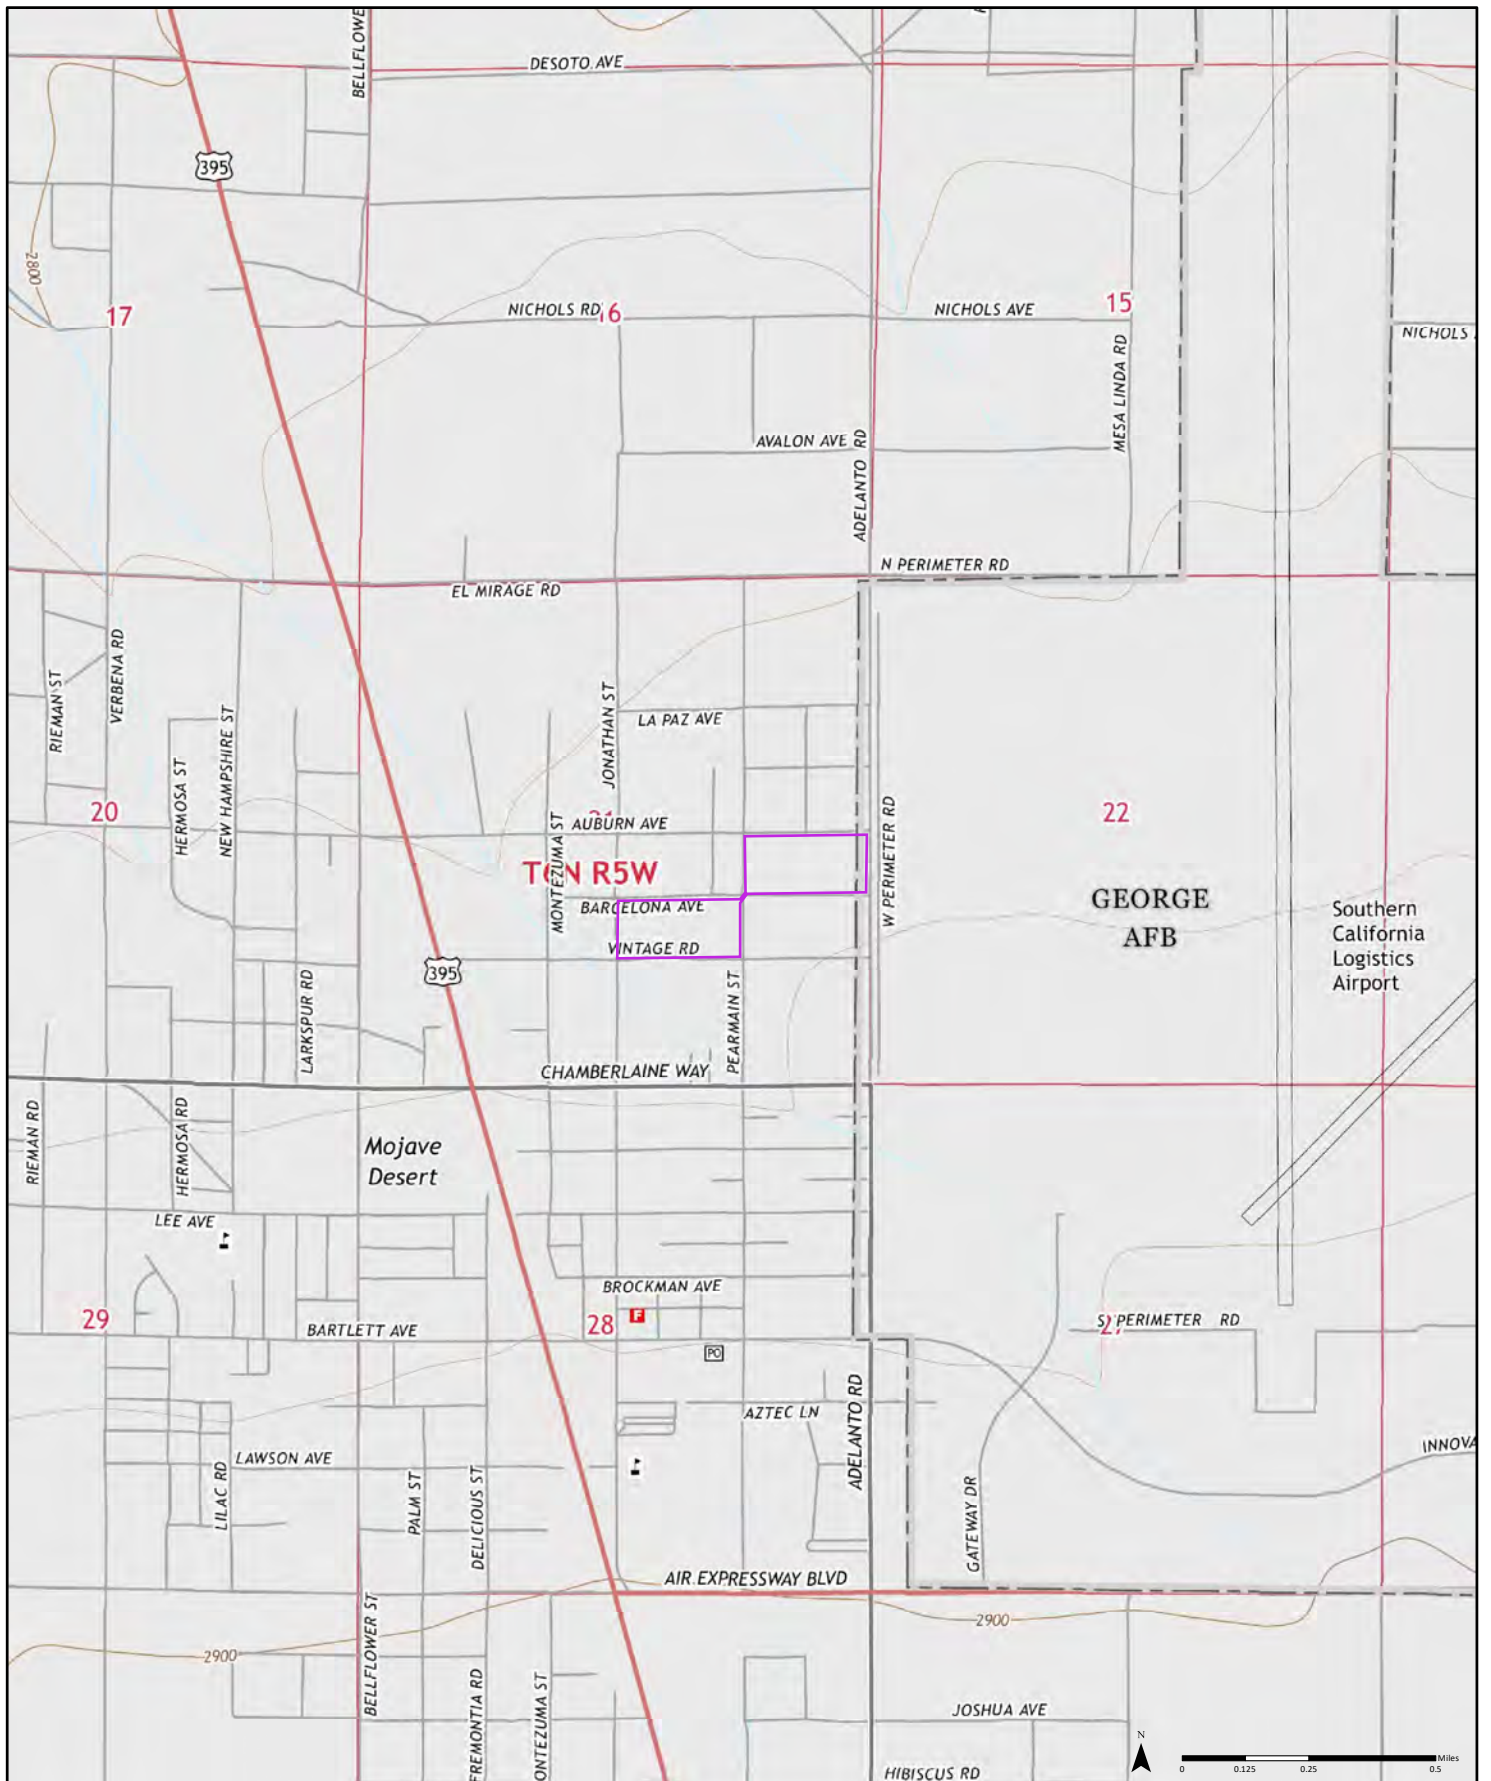 BELLFLOWE
DESOTO AVE
395
2800
17
NICHOLS RD
16
NICHOLS AVE
15
NICHOLS
MESA LINDA RD
AVALON AVE
ADELANTO RD
N PERIMETER RD
EL MIRAGE RD
RIEMAN ST
VERBENA RD
JONATHAN ST
LA PAZ AVE
HERMOSA ST
NEW HAMPSHIRE ST
20
MONTEZUMA ST
AUBURN AVE
W PERIMETER RD
22
R5W
BARCELONA AVE
VINTAGE RD
GEORGE
AFB
Southern
California
Logistics
Airport
395
LARKSPUR RD
PEARMAIN ST
CHAMBERLAINE WAY
RIEMAN RD
HERMOSA RD
Mojave
Desert
LEE AVE
BROCKMAN AVE
F
29
BARTLETT AVE
28
S PERIMETER RD
27
PO
AZTEC LN
ADELANTO RD
INNOVA
LAWSON AVE
LILAC RD
PALM ST
DELICIOUS ST
GATEWAY DR
AIR EXPRESSWAY BLVD
2900
2900
BELLFLOWER ST
FREMONTIA RD
ONTEZUMA ST
JOSHUA AVE
HIBISCUS RD
N
Miles
0 0.125 0.25 0.5